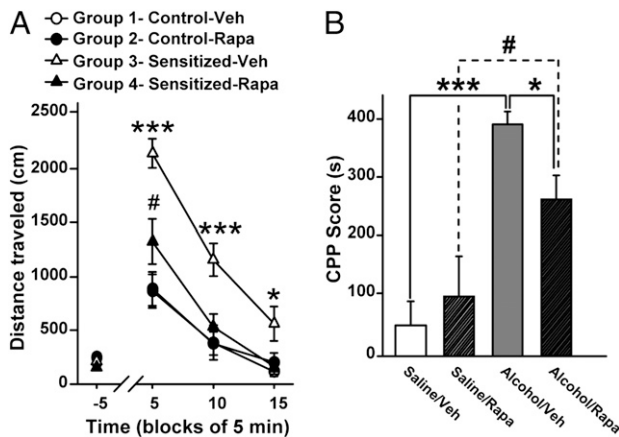 A
Group 1- Control-Veh
Group 2- Control-Rapa
Group 3- Sensitized-Veh
Group 4- Sensitized-Rapa
Distance traveled (cm)
2500
2000
1500
1000
500
0
***
#
***
*
-5
5
10
15
Time (blocks of 5 min)
B
#
***
*
CPP Score (s)
400
300
200
100
0
Saline/Veh
Saline/Rapa
Alcohol/Veh
Alcohol/Rapa